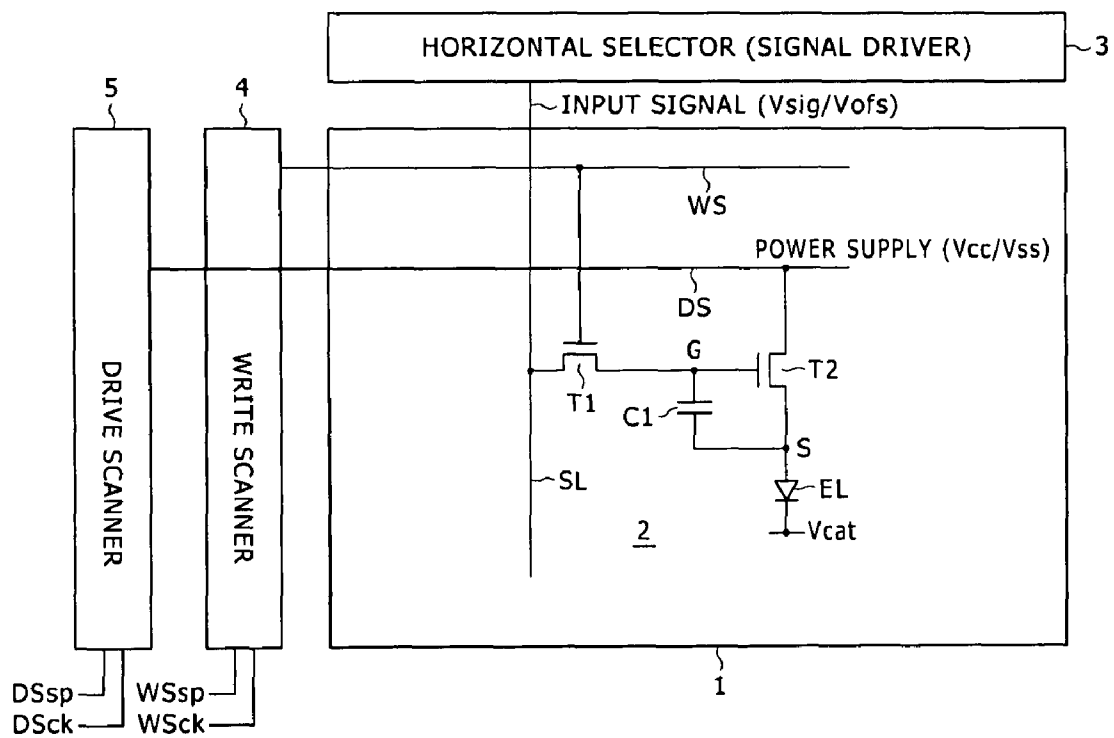 HORIZONTAL SELECTOR (SIGNAL DRIVER)
3
5
4
INPUT SIGNAL (Vsig/Vofs)
WS
POWER SUPPLY (Vcc/Vss)
DS
DRIVE SCANNER
WRITE SCANNER
G
T1
T2
C1
S
SL
EL
2
Vcat
1
DSsp
WSsp
DSck
WSck